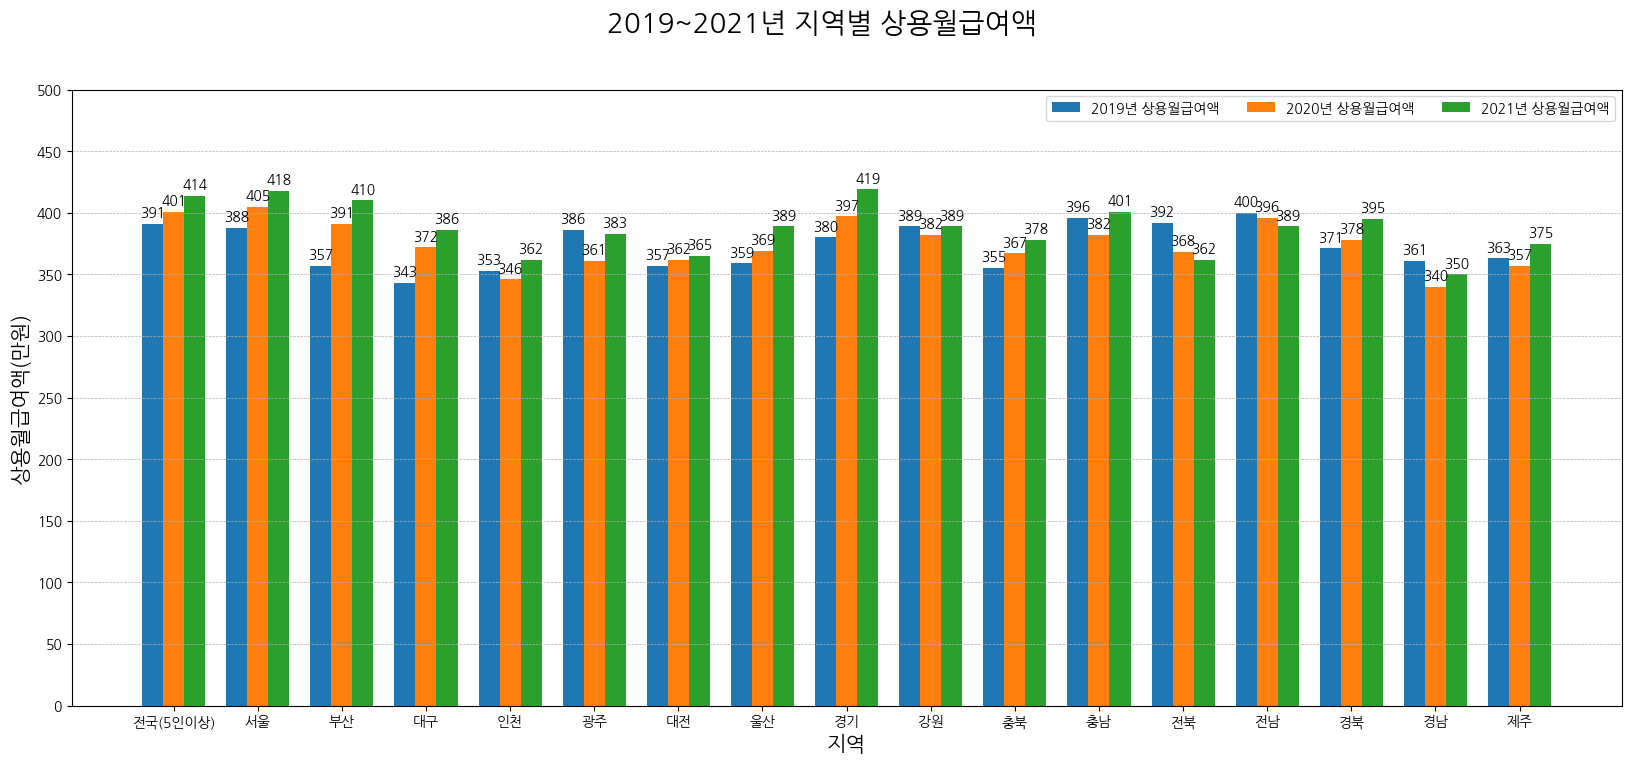 2019~2021년 지역별 상용월급여액
2019년 상용월급여액 2020년 상용월급여액 2021년 상용월급여액
상용월급여액(만원)
500
450
400
350
300
250
200
150
100
50
0
391 401 414
388 405 418
357 391 410
343 372 386
353 346 362
386 361 383
357 362 365
359 369 389
380 397 419
389 382 389
355 367 378
396 382 401
392 368 362
400 396 389
371 378 395
361 340 350
363 357 375
전국(5인이상) 서울 부산 대구 인천 광주 대전 울산 경기 강원 충북 충남 전북 전남 경북 경남 제주
지역